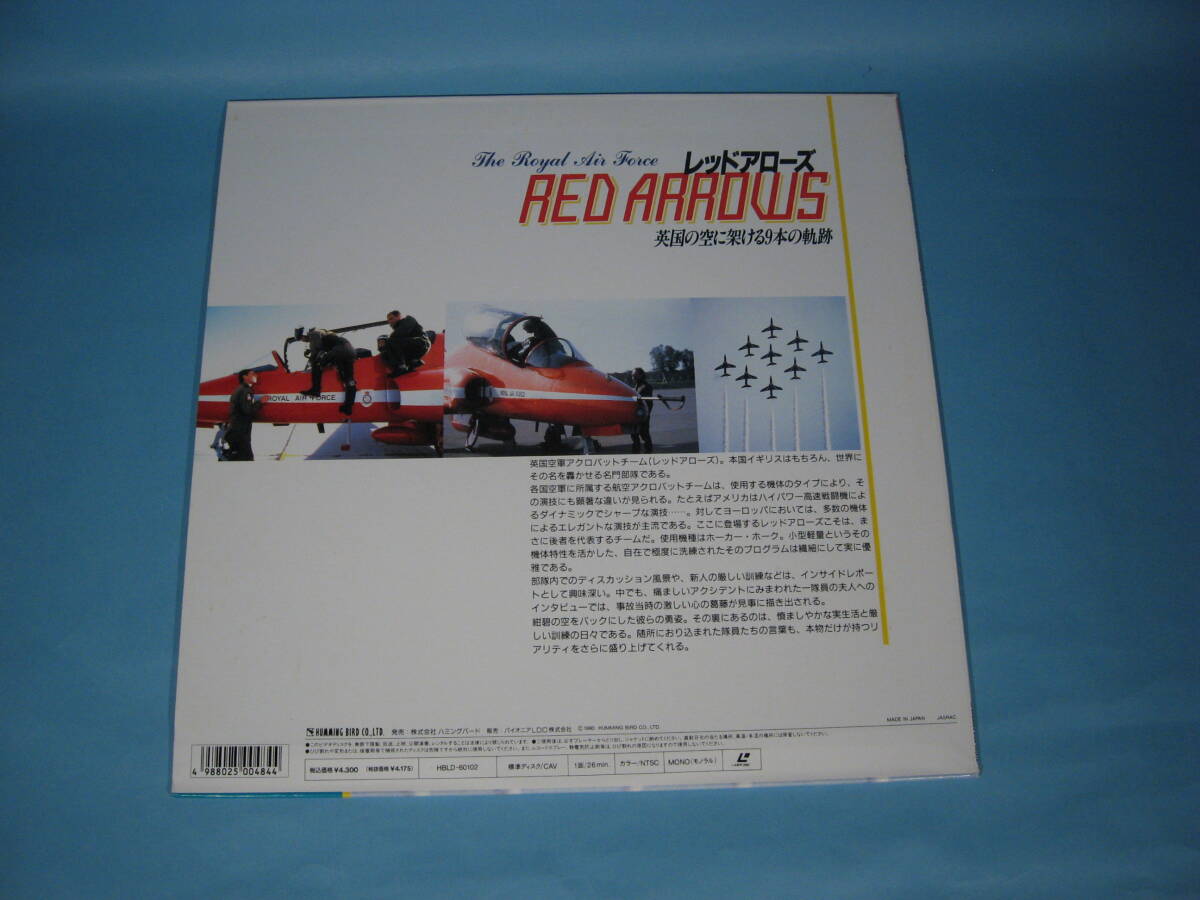 The Royal Air Force レッドアローズ
RED ARROWS
英国の空に架ける9本の軌跡
ROYAL AIR FORCE
英国空軍アクロバットチーム(レッドアローズ)。本国イギリスはもちろん、世界に
その名を轟かせる名門部隊である。
各国空軍に所属する航空アクロバットチームは、使用する機体のタイプにより、そ
の演技にも顕著な違いが見られる。たとえばアメリカはハイパワー高速戦闘機によ
るダイナミックでシャープな演技……。対してヨーロッパにおいては、多数の機体
によるエレガントな演技が主流である。ここに登場するレッドアローズこそは、ま
さに後者を代表するチームだ。使用機種はホーカー・ホーク。小型軽量というその
機体特性を活かした、自在で極度に洗練されたそのプログラムは繊細にして実に優
雅である。
部隊内でのディスカッション風景や、新人の厳しい訓練などは、インサイドレポー
トとして興味深い。中でも、痛ましいアクシデントにみまわれた一隊員の夫人への
インタビューでは、事故当時の激しい心の葛藤が見事に描き出される。
紺碧の空をバックにした彼らの勇姿。その裏にあるのは、慎ましやかな実生活と厳
しい訓練の日々である。随所におり込まれた隊員たちの言葉も、本物だけが持つリ
アリティをさらに盛り上げてくれる。
MADE IN JAPAN JASRAC
HUMMING BIRD CO.,LTD. 発売：株式会社 ハミングバード 販売：パイオニアLDC株式会社 HUMMING BIRD CO., LTD.
4 988025 004844
税込価格¥4,300 (税抜価格¥4,175) HBLD-60102 標準ディスク/CAV 1面/26min. カラー/NTSC MONO(モノラル)